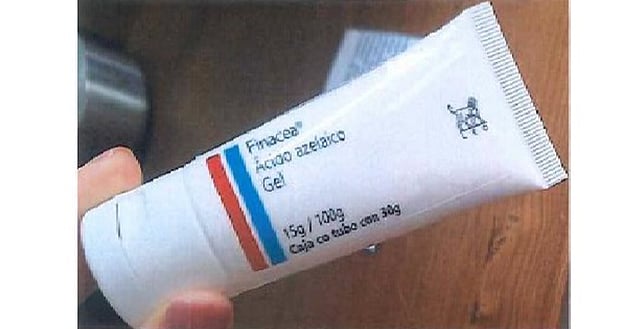 Finacea®
Ácido azelaico
Gel
15g / 100g
Caja co tubo con 30g